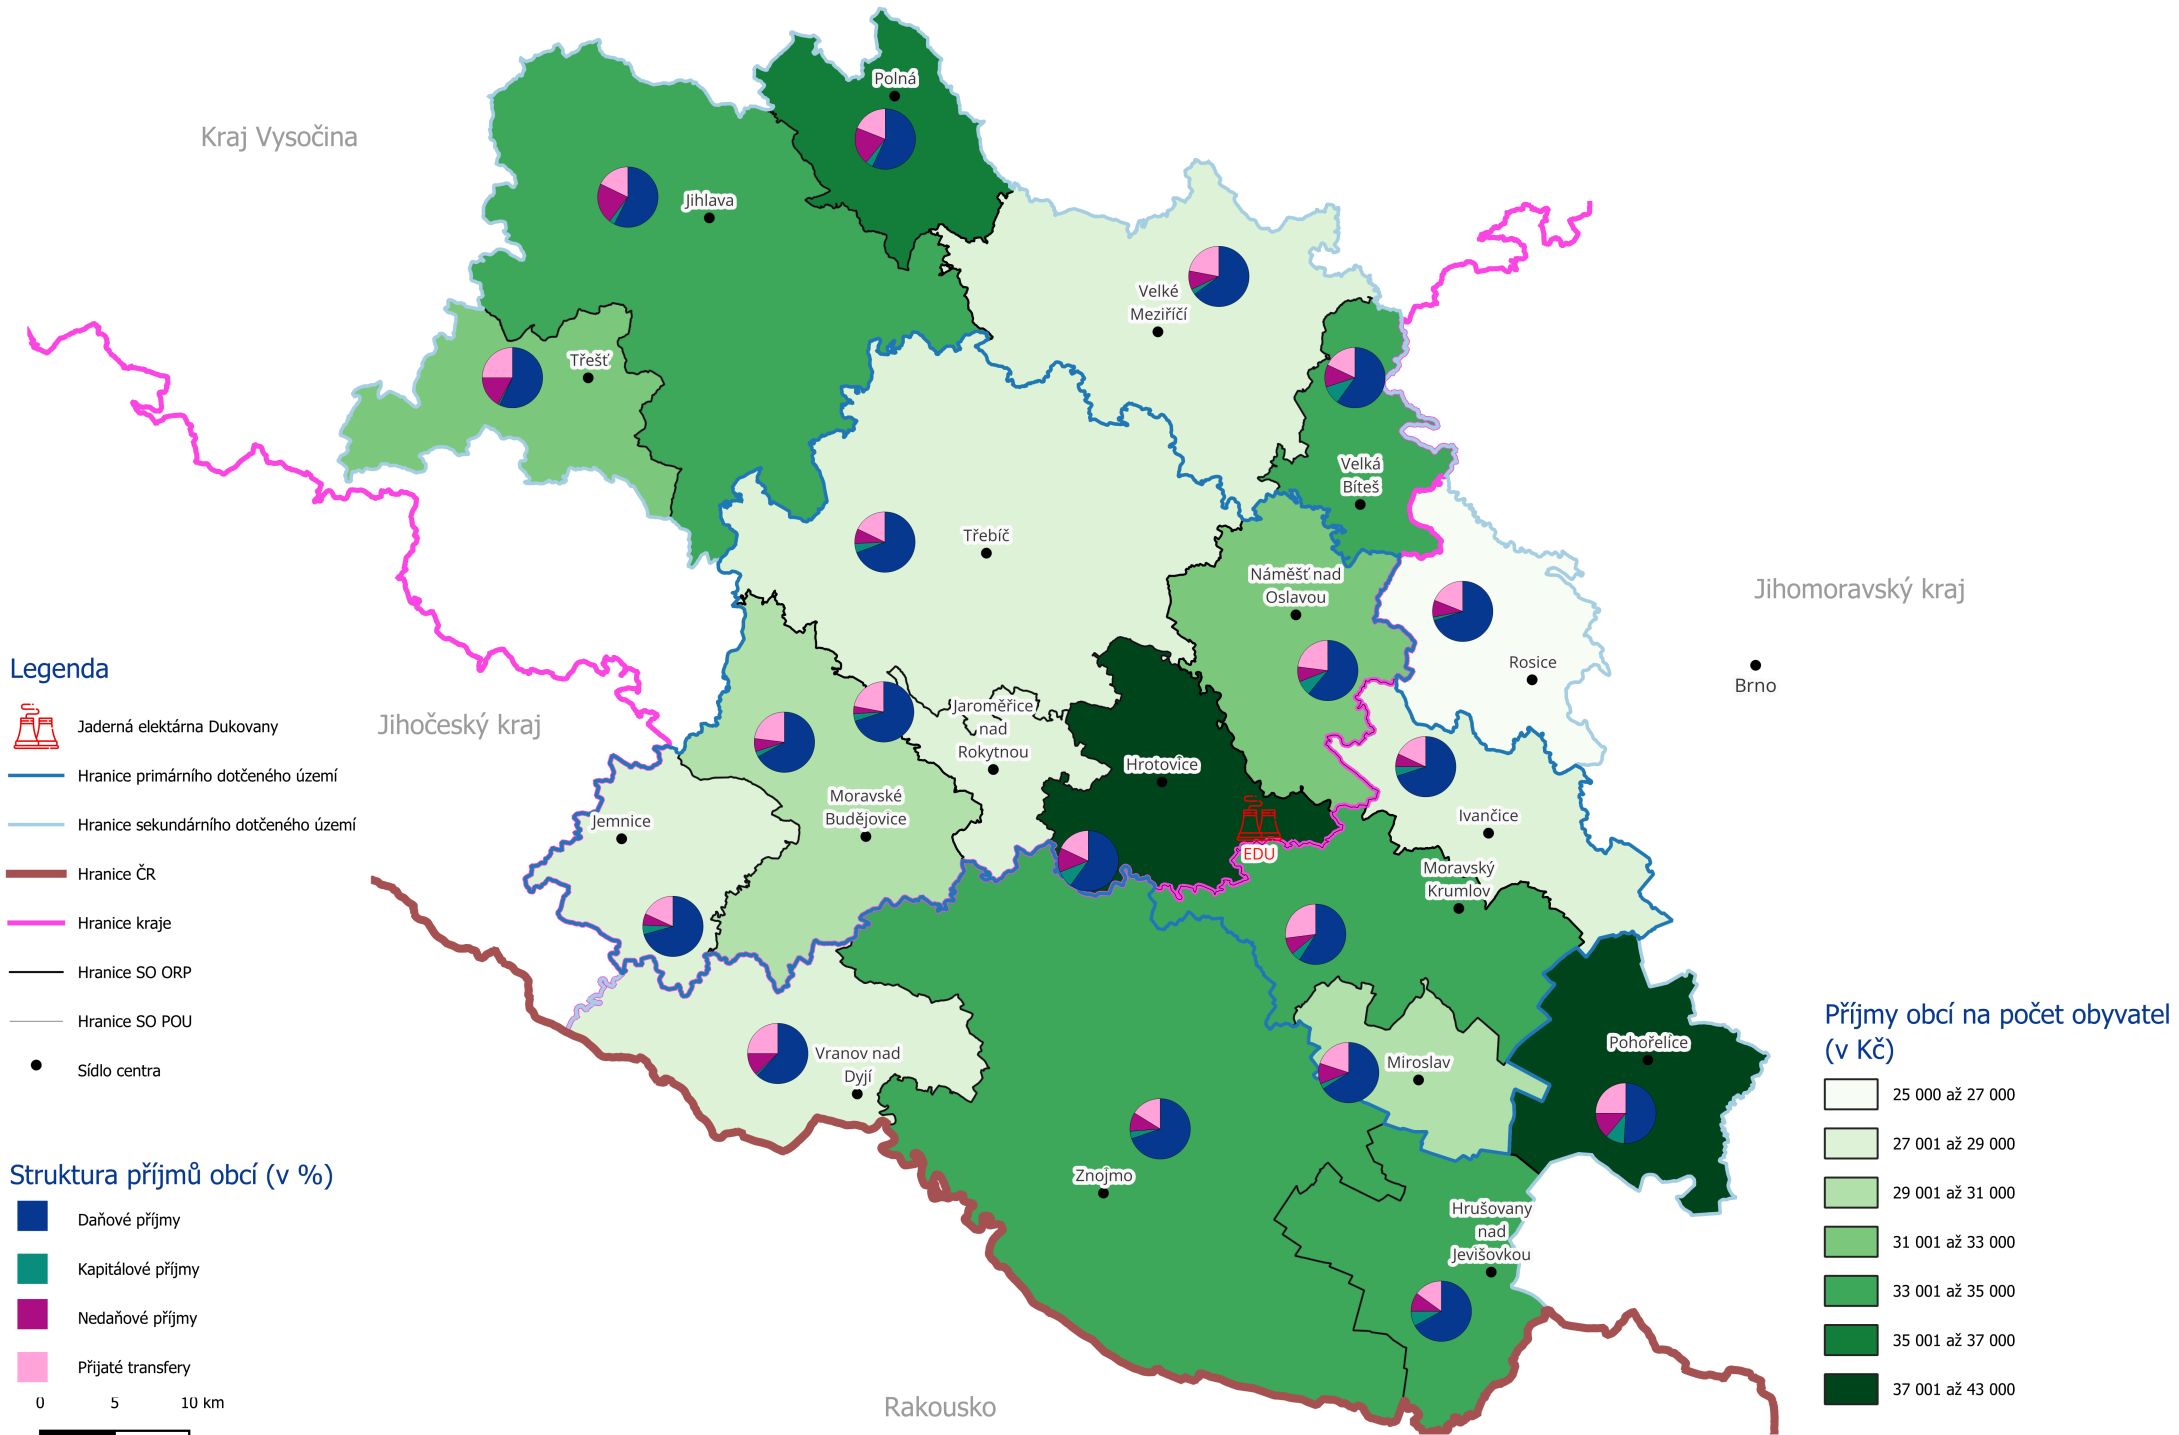 Polná
Kraj Vysočina
Jihlava
Velké
Meziříčí
Třešť
Velká
Bíteš
Třebíč
Náměšť nad
Oslavou
Jihomoravský kraj
Rosice
Brno
Legenda
Jaderná elektárna Dukovany
Hranice primárního dotčeného území
Hranice sekundárního dotčeného území
Hranice ČR
Hranice kraje
Hranice SO ORP
Hranice SO POU
Sídlo centra
Jihočeský kraj
Jaroměřice
nad
Rokytnou
Hrotovice
Moravské
Budějovice
Jemnice
Ivančice
EDU
Moravský
Krumlov
Vranov nad
Dyjí
Miroslav
Pohořelice
Znojmo
Hrušovany
nad
Jevišovkou
Rakousko
Struktura příjmů obcí (v %)
Daňové příjmy
Kapitálové příjmy
Nedaňové příjmy
Přijaté transfery
0 5 10 km
Příjmy obcí na počet obyvatel
(v Kč)
25 000 až 27 000
27 001 až 29 000
29 001 až 31 000
31 001 až 33 000
33 001 až 35 000
35 001 až 37 000
37 001 až 43 000